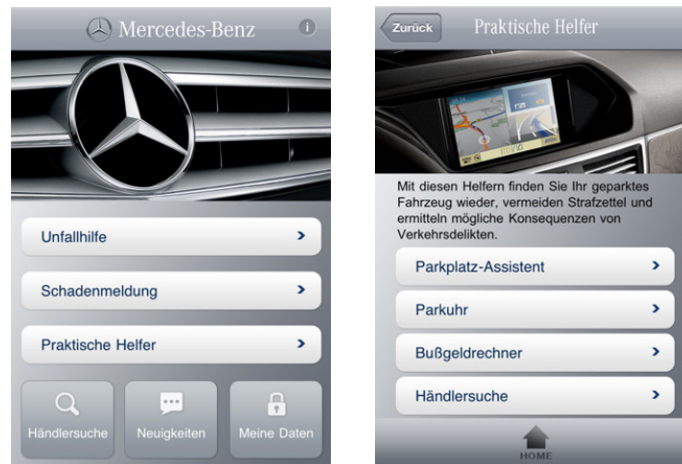 Mercedes-Benz
Unfallhilfe
Schadenmeldung
Praktische Helfer
Händlersuche
Neuigkeiten
Meine Daten
Zurück
Praktische Helfer
Mit diesen Helfern finden Sie Ihr geparktes
Fahrzeug wieder, vermeiden Strafzettel und
ermitteln mögliche Konsequenzen von
Verkehrsdelikten.
Parkplatz-Assistent
Parkuhr
Bußgeldrechner
Händlersuche
HOME